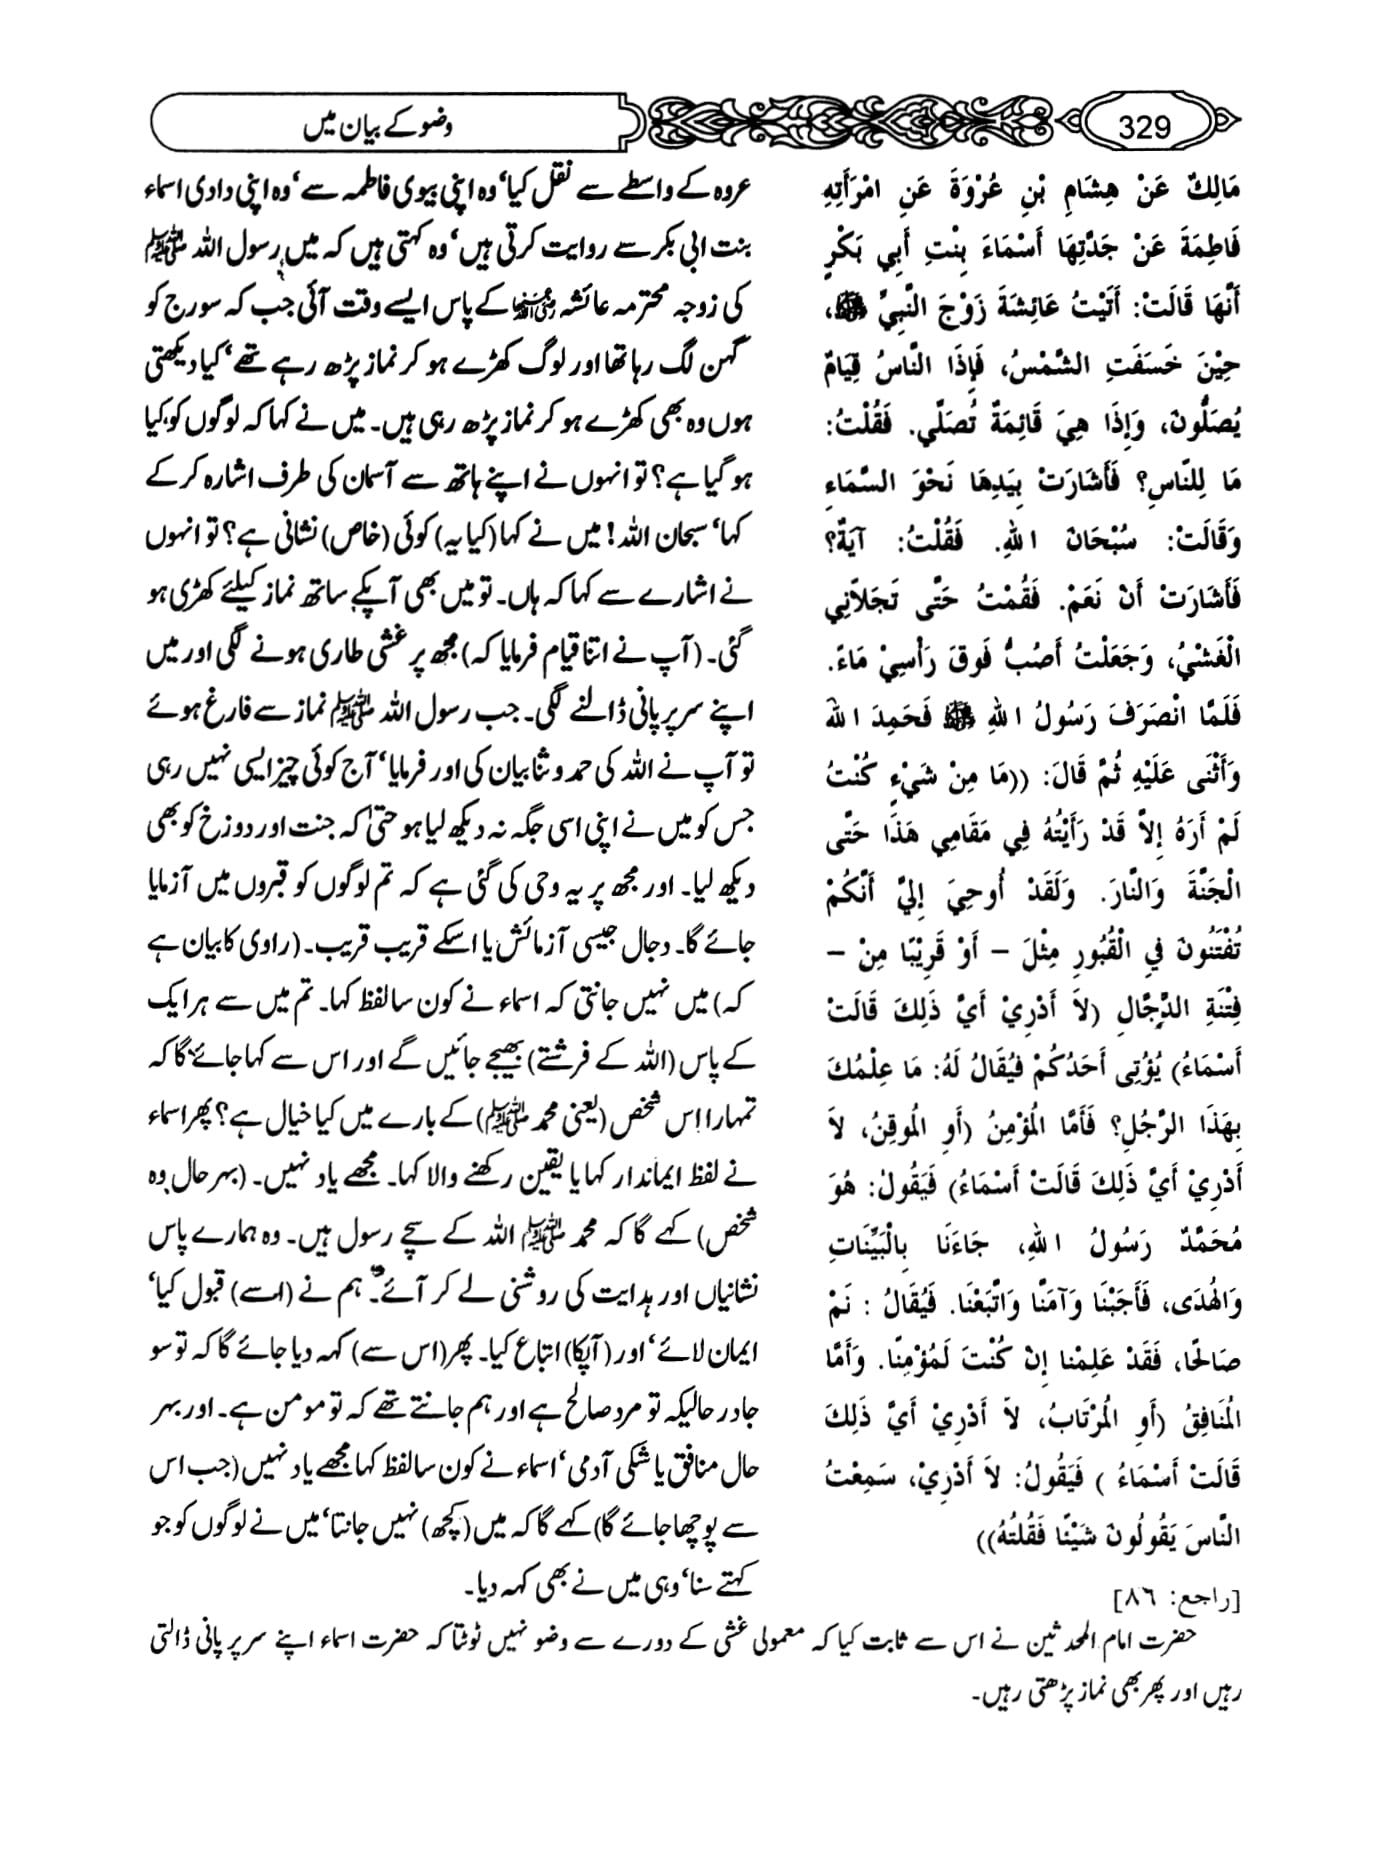 329
وضو کے بیان میں
مَالِكٌ عَنْ هِشَامِ بْنِ عُرْوَةَ عَنِ امْرَأَتِهِ
فَاطِمَةَ عَنْ جَدَّتِهَا أَسْمَاءَ بِنْتِ أَبِي بَكْرٍ
أَنَّهَا قَالَتْ: أَتَيْتُ عَائِشَةَ زَوْجَ النَّبِيِّ ﷺ،
حِيْنَ خَسَفَتِ الشَّمْسُ، فَإِذَا النَّاسُ قِيَامٌ
يُصَلُّونَ، وَإِذَا هِيَ قَائِمَةٌ تُصَلِّي. فَقُلْتُ:
مَا لِلنَّاسِ؟ فَأَشَارَتْ بِيَدِهَا نَحْوَ السَّمَاءِ
وَقَالَتْ: سُبْحَانَ اللهِ. فَقُلْتُ: آيَةٌ؟
فَأَشَارَتْ أَنْ نَعَمْ. فَقُمْتُ حَتَّى تَجَلاَّنِي
الْغَشْيُ، وَجَعَلْتُ أَصُبُّ فَوقَ رَأْسِيْ مَاءً.
فَلَمَّا انْصَرَفَ رَسُولُ اللهِ ﷺ فَحَمِدَ اللهَ
وَأَثْنَى عَلَيْهِ ثُمَّ قَالَ: ((مَا مِنْ شَيْءٍ كُنْتُ
لَمْ أَرَهُ إِلاَّ قَدْ رَأَيْتُهُ فِي مَقَامِي هَذَا حَتَّى
الْجَنَّةَ وَالنَّارَ. وَلَقَدْ أُوحِيَ إِلَيَّ أَنَّكُمْ
تُفْتَنُونَ فِي الْقُبُورِ مِثْلَ – أَوْ قَرِيْبًا مِنْ –
فِتْنَةِ الدَّجَّالِ (لاَ أَدْرِيْ أَيَّ ذَلِكَ قَالَتْ
أَسْمَاءُ) يُؤْتِى أَحَدُكُمْ فَيُقَالُ لَهُ: مَا عِلْمُكَ
بِهَذَا الرَّجُلِ؟ فَأَمَّا الْمُؤْمِنُ (أَوِ الْمُوقِنُ، لاَ
أَدْرِيْ أَيَّ ذَلِكَ قَالَتْ أَسْمَاءُ) فَيَقُولُ: هُوَ
مُحَمَّدٌ رَسُولُ اللهِ، جَاءَنَا بِالْبَيِّنَاتِ
وَالْهُدَى، فَأَجَبْنَا وَآمَنَّا وَاتَّبَعْنَا. فَيُقَالُ : نَمْ
صَالِحًا، فَقَدْ عَلِمْنا إِنْ كُنْتَ لَمُؤْمِنًا. وَأَمَّا
الْمُنَافِقُ (أَوِ الْمُرْتَابُ، لاَ أَدْرِيْ أَيَّ ذَلِكَ
قَالَتْ أَسْمَاءُ ) فَيَقُولُ: لاَ أَدْرِيْ، سَمِعْتُ
النَّاسَ يَقُولُونَ شَيْئًا فَقُلتُهُ))
[راجع: ٨٦]
عروہ کے واسطے سے نقل کیا‘ وہ اپنی بیوی فاطمہ سے‘ وہ اپنی دادی اسماء
بنت ابی بکر سے روایت کرتی ہیں‘ وہ کہتی ہیں کہ میں رسول اللہ ﷺ
کی زوجہ محترمہ عائشہ رضی اللہ عنہا کے پاس ایسے وقت آئی جب کہ سورج کو
گہن لگ رہا تھا اور لوگ کھڑے ہو کر نماز پڑھ رہے تھے‘ کیا دیکھتی
ہوں وہ بھی کھڑے ہو کر نماز پڑھ رہی ہیں۔ میں نے کہا کہ لوگوں کو کیا
ہو گیا ہے؟ تو انہوں نے اپنے ہاتھ سے آسمان کی طرف اشارہ کر کے
کہا‘ سبحان اللہ! میں نے کہا (کیا یہ) کوئی (خاص) نشانی ہے؟ تو انہوں
نے اشارے سے کہا کہ ہاں۔ تو میں بھی آپکے ساتھ نماز کیلئے کھڑی ہو
گئی۔ (آپ نے اتنا قیام فرمایا کہ) مجھ پر غشی طاری ہونے لگی اور میں
اپنے سر پر پانی ڈالنے لگی۔ جب رسول اللہ ﷺ نماز سے فارغ ہوئے
تو آپ نے اللہ کی حمد و ثنا بیان کی اور فرمایا‘ آج کوئی چیز ایسی نہیں رہی
جس کو میں نے اپنی اسی جگہ نہ دیکھ لیا ہو حتیٰ کہ جنت اور دوزخ کو بھی
دیکھ لیا۔ اور مجھ پر یہ وحی کی گئی ہے کہ تم لوگوں کو قبروں میں آزمایا
جائے گا۔ دجال جیسی آزمائش یا اسکے قریب قریب۔ (راوی کا بیان ہے
کہ) میں نہیں جانتی کہ اسماء نے کون سا لفظ کہا۔ تم میں سے ہر ایک
کے پاس (اللہ کے فرشتے) بھیجے جائیں گے اور اس سے کہا جائے گا کہ
تمہارا اس شخص (یعنی محمد ﷺ) کے بارے میں کیا خیال ہے؟ پھر اسماء
نے لفظ ایماندار کہا یا یقین رکھنے والا کہا۔ مجھے یاد نہیں۔ (بہر حال وہ
شخص) کہے گا کہ محمد ﷺ اللہ کے سچے رسول ہیں۔ وہ ہمارے پاس
نشانیاں اور ہدایت کی روشنی لے کر آئے۔ ہم نے (اسے) قبول کیا‘
ایمان لائے‘ اور (آپکا) اتباع کیا۔ پھر (اس سے) کہہ دیا جائے گا کہ تو سو
جا در حالیکہ تو مرد صالح ہے اور ہم جانتے تھے کہ تو مومن ہے۔ اور بہر
حال منافق یا شکی آدمی‘ اسماء نے کون سا لفظ کہا مجھے یاد نہیں (جب اس
سے پوچھا جائے گا) کہے گا کہ میں (کچھ) نہیں جانتا‘ میں نے لوگوں کو جو
کہتے سنا‘ وہی میں نے بھی کہہ دیا۔
حضرت امام المحدثین نے اس سے ثابت کیا کہ معمولی غشی کے دورے سے وضو نہیں ٹوٹتا کہ حضرت اسماء اپنے سر پر پانی ڈالتی
رہیں اور پھر بھی نماز پڑھتی رہیں۔